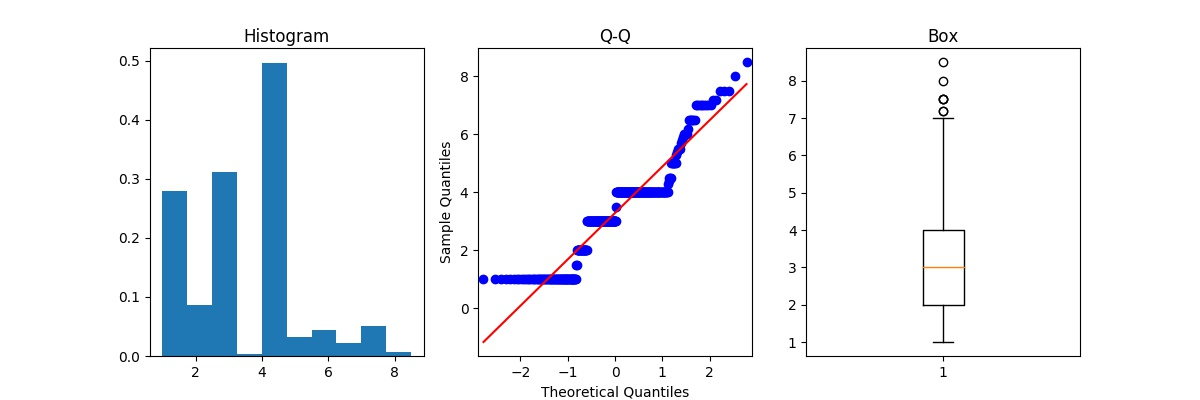 Histogram
0.5
0.4
0.3
0.2
0.1
0.0
2 4 6 8
Q-Q
Sample Quantiles
8
6
4
2
0
−2 −1 0 1 2
Theoretical Quantiles
Box
8
7
6
5
4
3
2
1
1